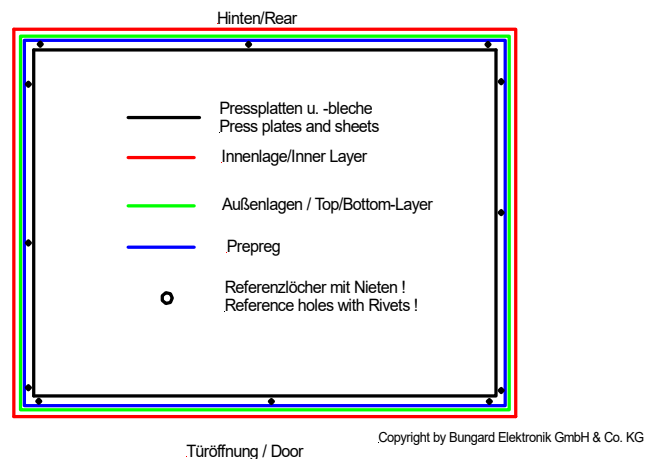 Hinten/Rear
Pressplatten u. -bleche
Press plates and sheets
Innenlage/Inner Layer
Außenlagen / Top/Bottom-Layer
Prepreg
Referenzlöcher mit Nieten !
Reference holes with Rivets !
Copyright by Bungard Elektronik GmbH & Co. KG
Türöffnung / Door